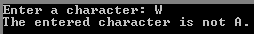 Enter a character: W
The entered character is not A.